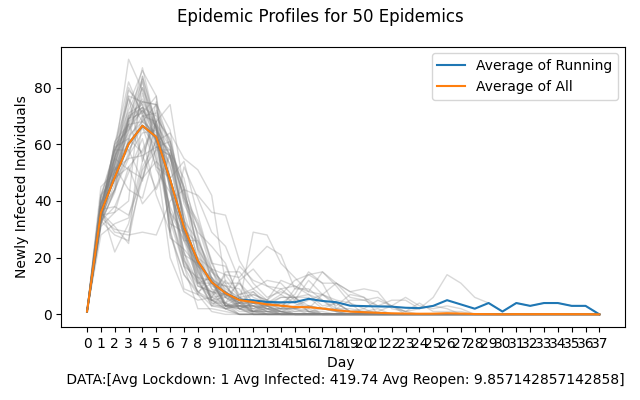 Epidemic Profiles for 50 Epidemics
Average of Running
Average of All
80
60
40
20
0
Newly Infected Individuals
0 1 2 3 4 5 6 7 8 9 10 11 12 13 14 15 16 17 18 19 20 21 22 23 24 25 26 27 28 29 30 31 32 33 34 35 36 37
Day
DATA:[Avg Lockdown: 1 Avg Infected: 419.74 Avg Reopen: 9.857142857142858]